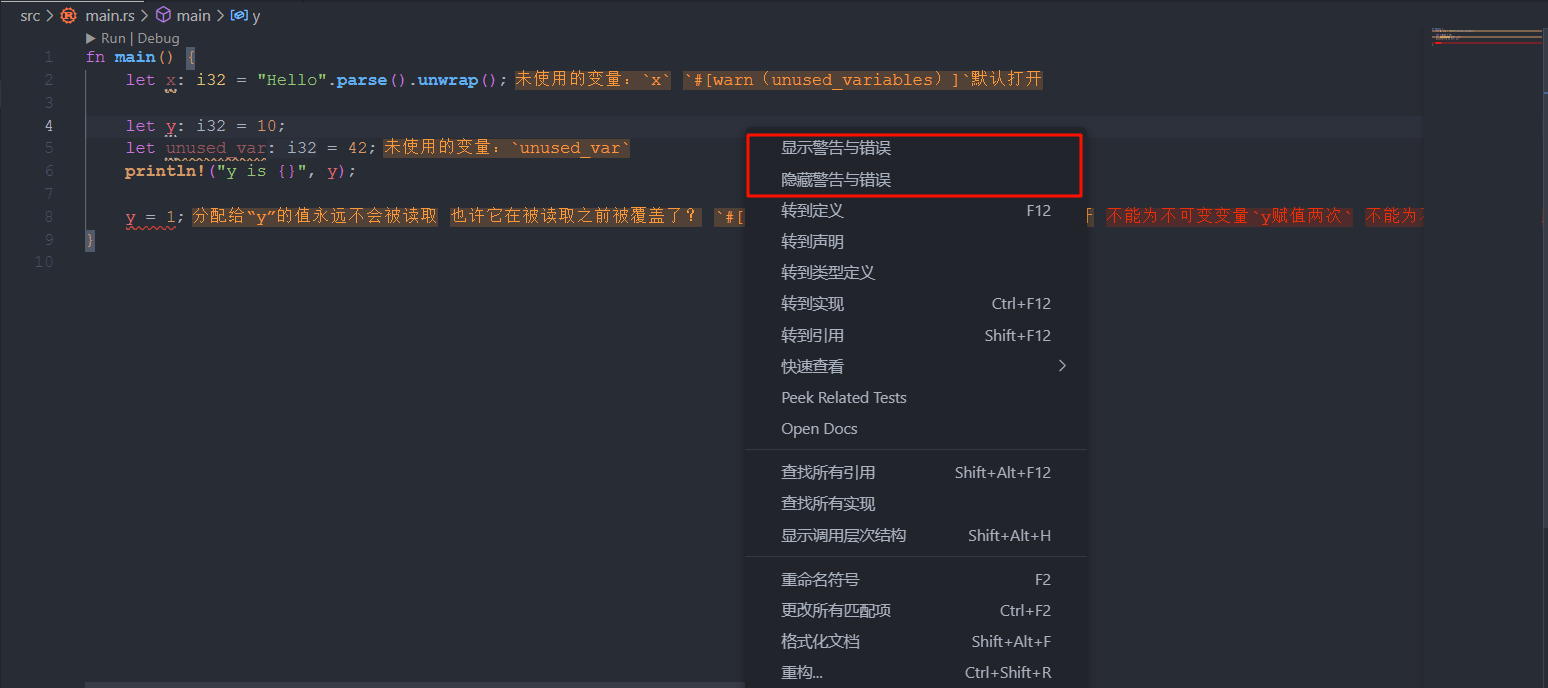 src > main.rs > main > y
Run | Debug
1 fn main() {
2 let x: i32 = "Hello".parse().unwrap(); 未使用的变量：`x` `#[warn（unused_variables）]`默认打开
3
4 let y: i32 = 10;
5 let unused_var: i32 = 42; 未使用的变量：`unused_var`
6 println!("y is {}", y);
7
8 y = 1; 分配给“y”的值永远不会被读取 也许它在被读取之前被覆盖了？ `#[ 不能为不可变变量`y赋值两次` 不能为
9 }
10
显示警告与错误
隐藏警告与错误
转到定义 F12
转到声明
转到类型定义
转到实现 Ctrl+F12
转到引用 Shift+F12
快速查看 >
Peek Related Tests
Open Docs
查找所有引用 Shift+Alt+F12
查找所有实现
显示调用层次结构 Shift+Alt+H
重命名符号 F2
更改所有匹配项 Ctrl+F2
格式化文档 Shift+Alt+F
重构... Ctrl+Shift+R